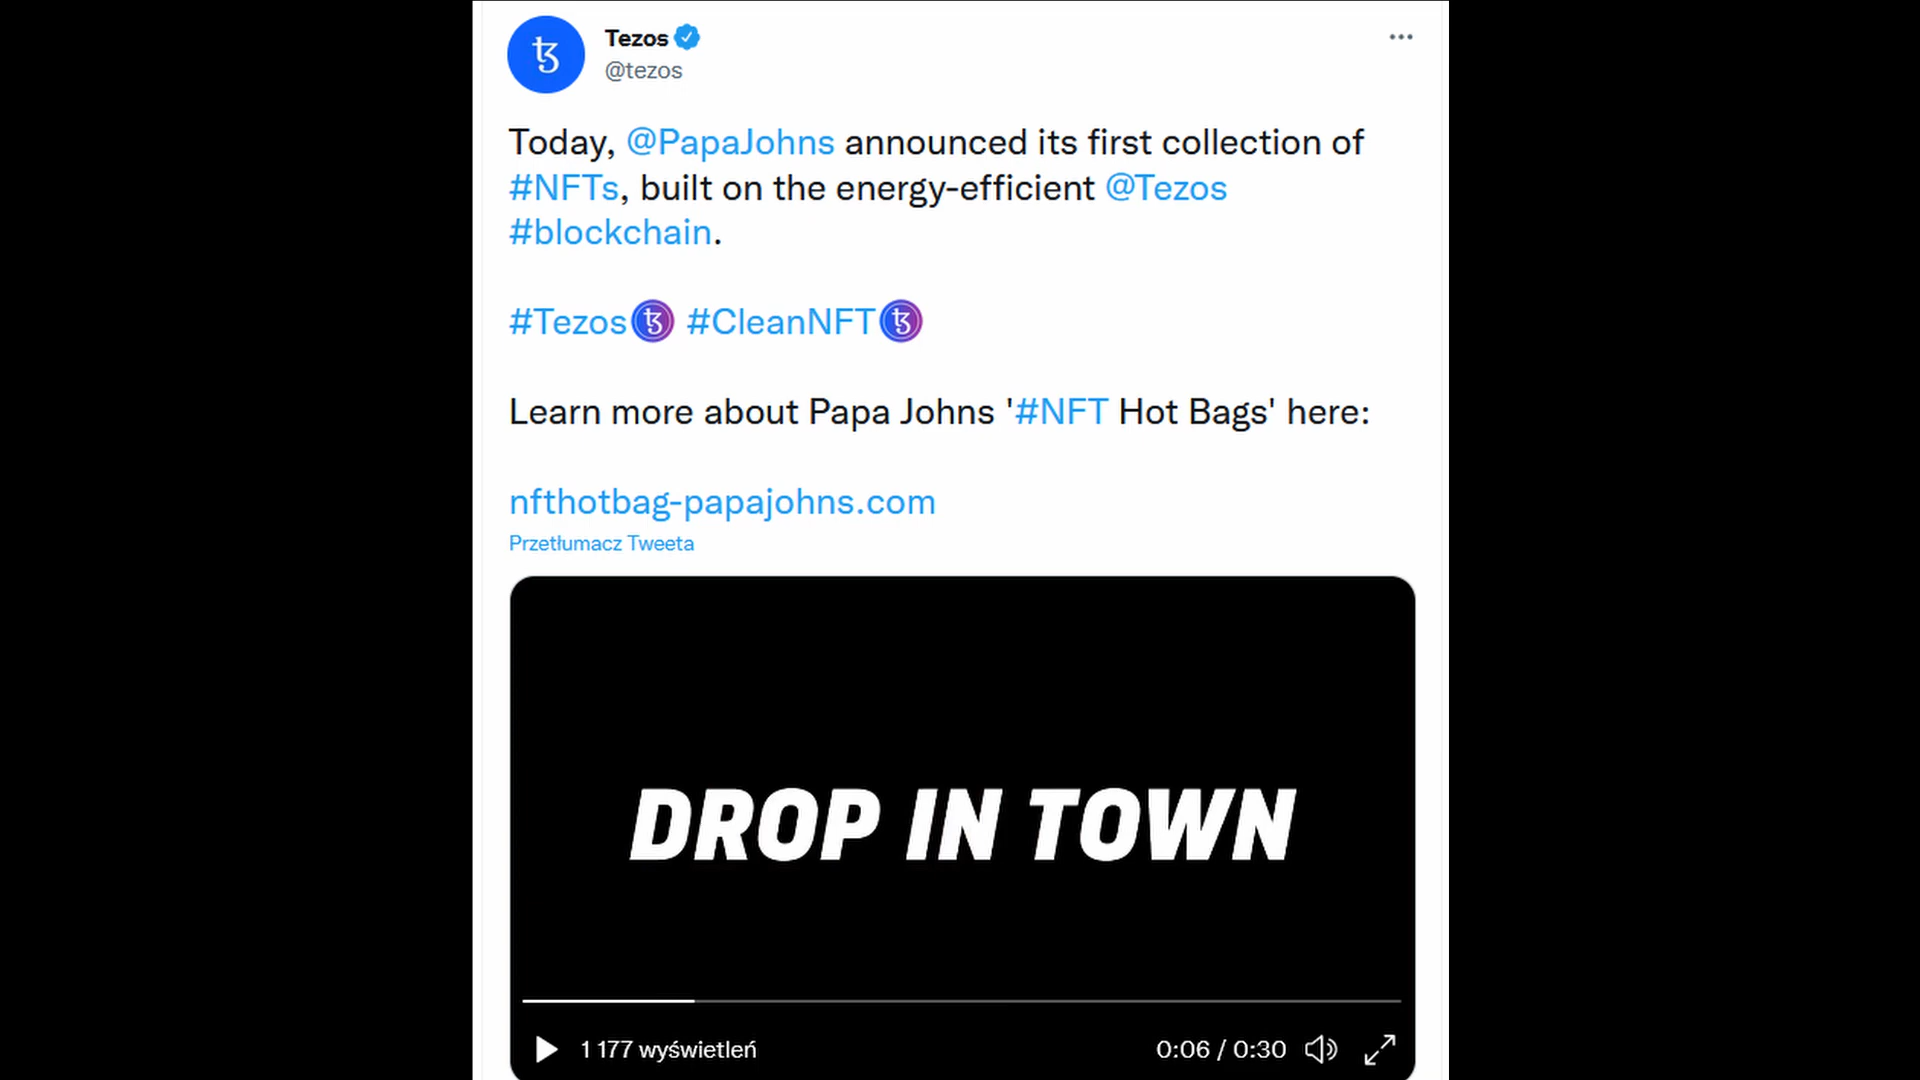 Tezos
@tezos
Today, @PapaJohns announced its first collection of
#NFTs, built on the energy-efficient @Tezos
#blockchain.
#Tezos #CleanNFT
Learn more about Papa Johns '#NFT Hot Bags' here:
nfthotbag-papajohns.com
Przetłumacz Tweeta
DROP IN TOWN
1 177 wyświetleń 0:06 / 0:30